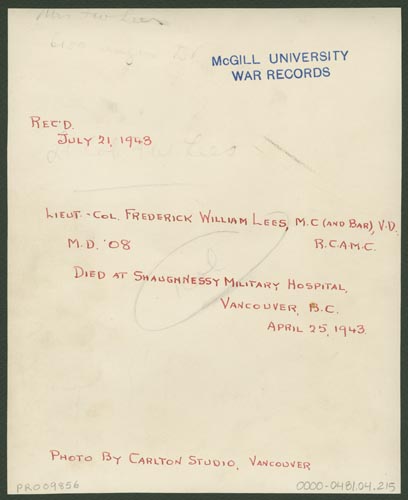 McGILL UNIVERSITY
WAR RECORDS
REC'D.
JULY 21, 1943
LIEUT.-COL. FREDERICK WILLIAM LEES, M.C (AND BAR), V.D.
M.D. '08 R.C.A.M.C.
DIED AT SHAUGHNESSY MILITARY HOSPITAL,
VANCOUVER, B.C.
APRIL 25, 1943.
PHOTO BY CARLTON STUDIO, VANCOUVER
PR009856 0000-0481.04.215